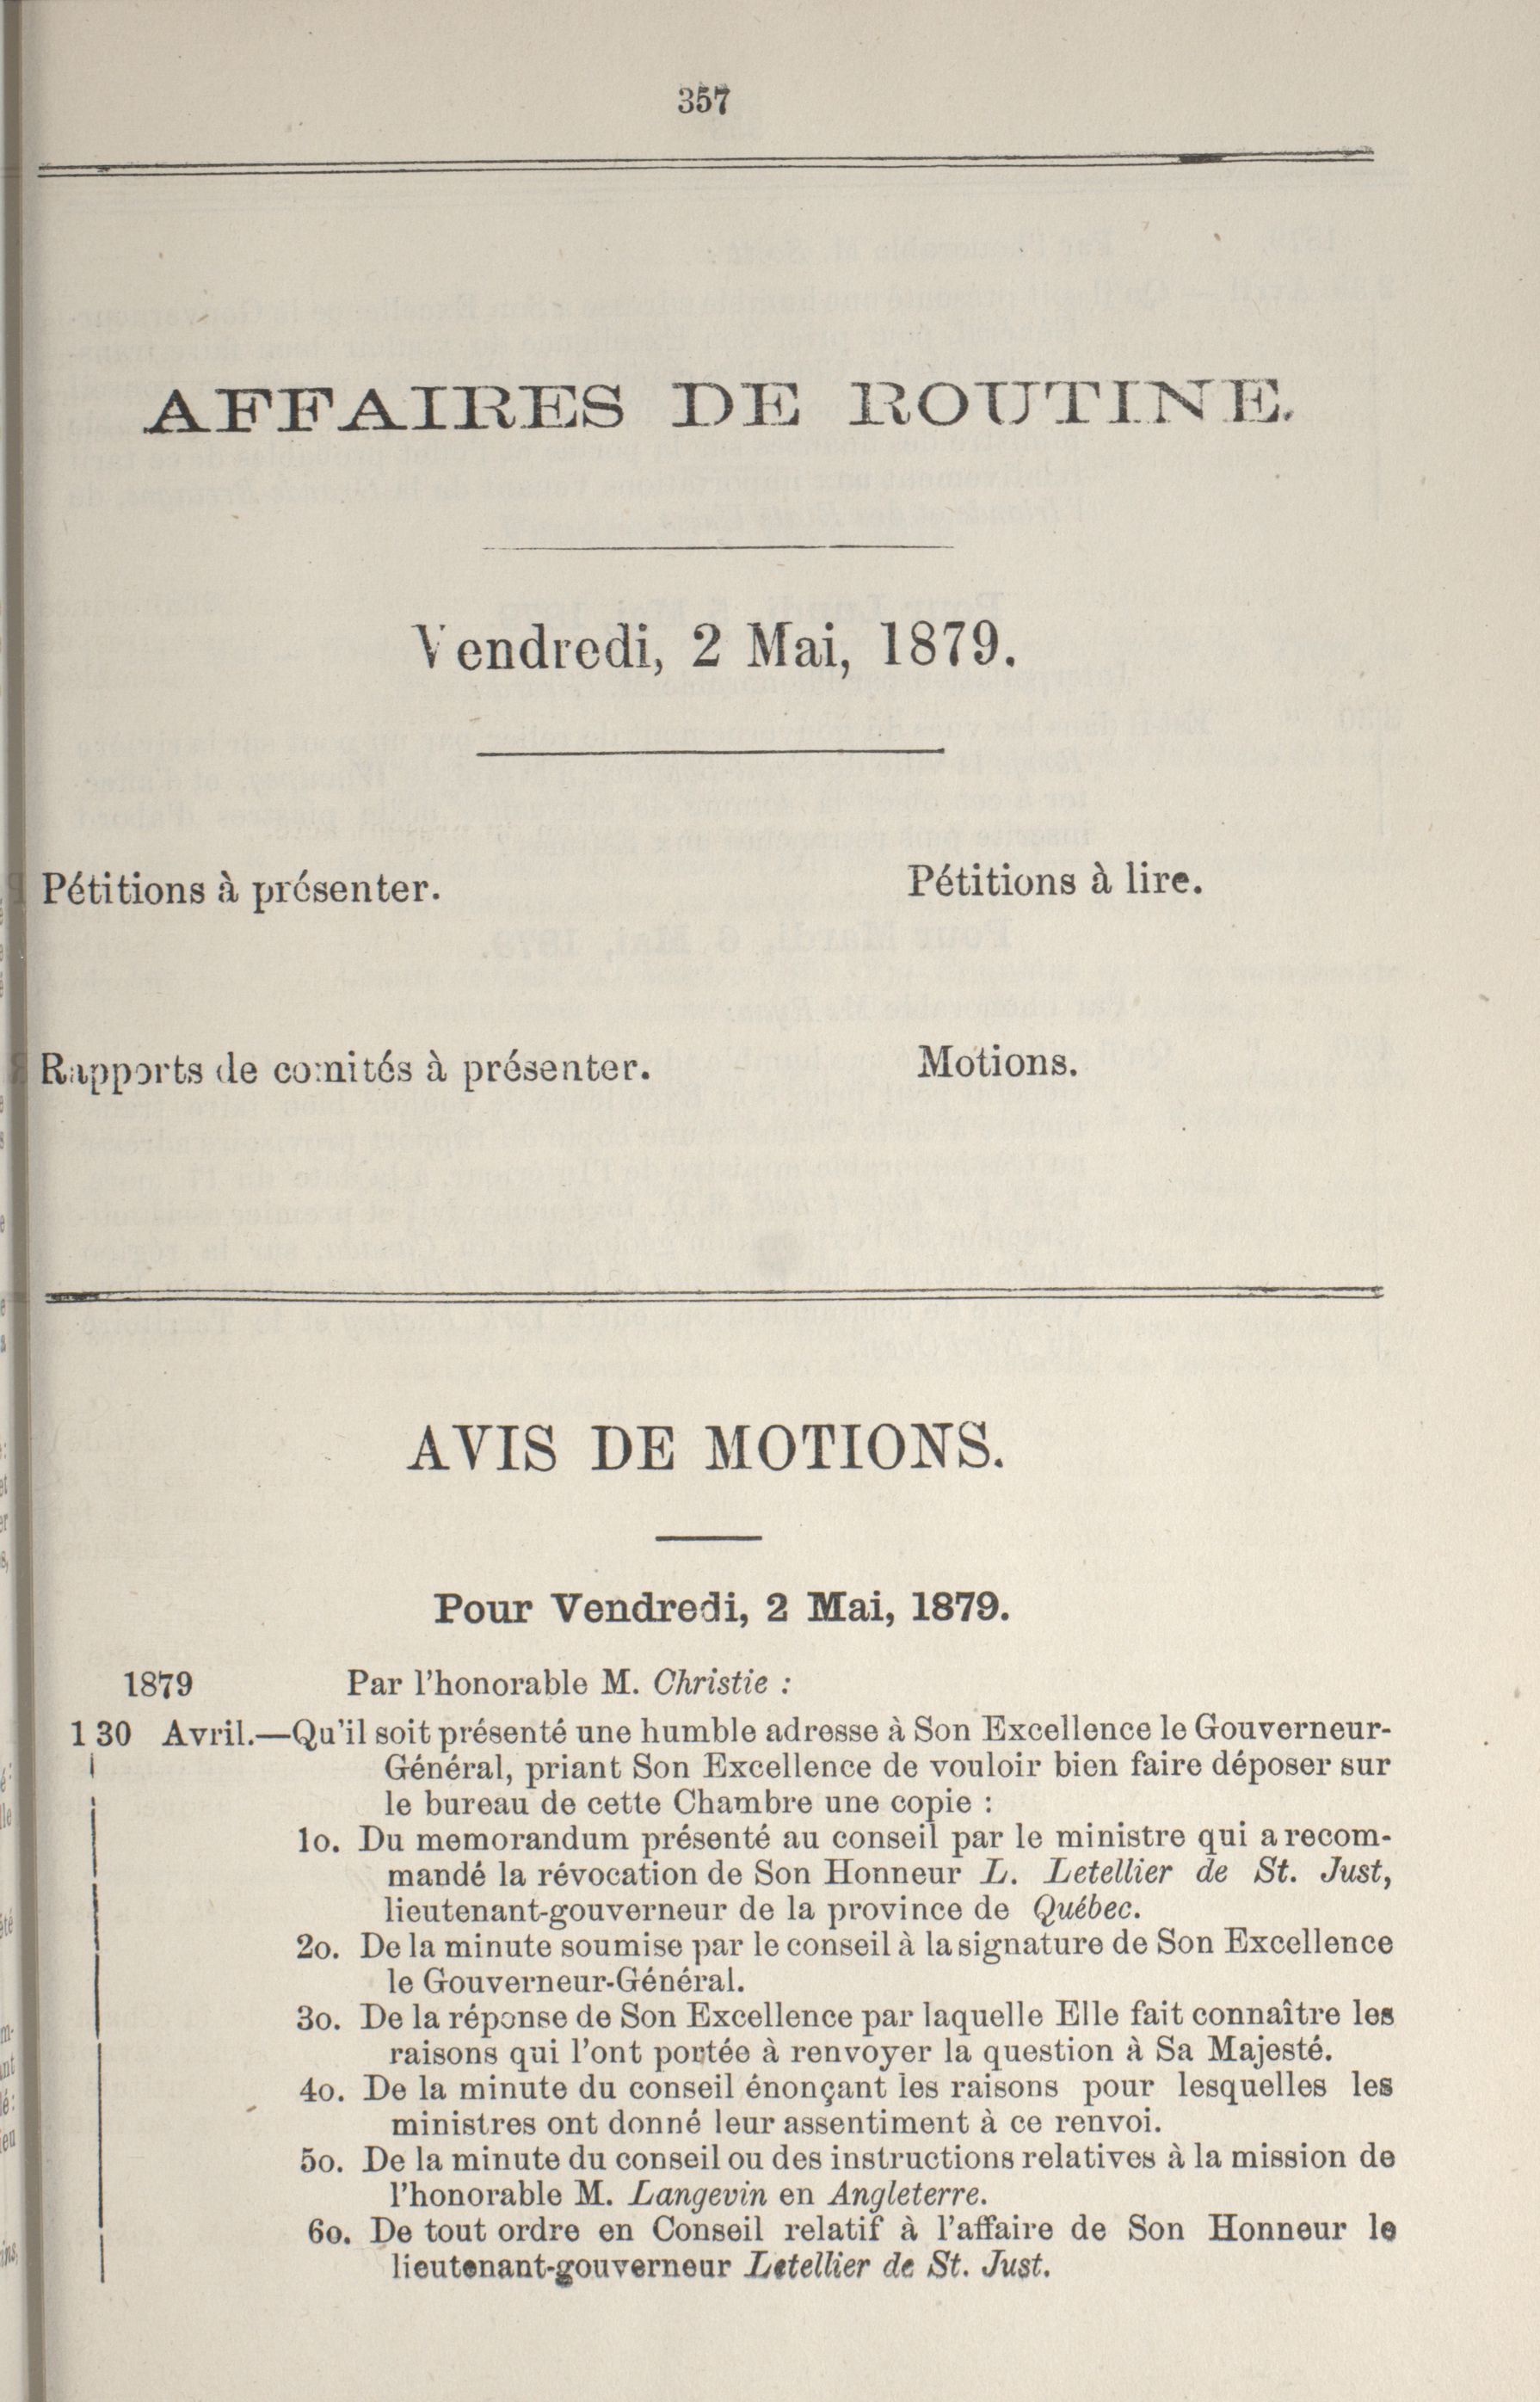 357
AFFAIRES DE ROUTINE.
Vendredi, 2 Mai, 1879.
Pétitions à présenter. Pétitions à lire.
Rapports de comités à présenter. Motions.
AVIS DE MOTIONS.
Pour Vendredi, 2 Mai, 1879.
1879 Par l'honorable M. Christie :
1 30 Avril.—Qu'il soit présenté une humble adresse à Son Excellence le Gouverneur-
Général, priant Son Excellence de vouloir bien faire déposer sur
le bureau de cette Chambre une copie :
1o. Du memorandum présenté au conseil par le ministre qui a recom-
mandé la révocation de Son Honneur L. Letellier de St. Just,
lieutenant-gouverneur de la province de Québec.
2o. De la minute soumise par le conseil à la signature de Son Excellence
le Gouverneur-Général.
3o. De la réponse de Son Excellence par laquelle Elle fait connaître les
raisons qui l'ont portée à renvoyer la question à Sa Majesté.
4o. De la minute du conseil énonçant les raisons pour lesquelles les
ministres ont donné leur assentiment à ce renvoi.
5o. De la minute du conseil ou des instructions relatives à la mission de
l'honorable M. Langevin en Angleterre.
6o. De tout ordre en Conseil relatif à l'affaire de Son Honneur le
lieutenant-gouverneur Letellier de St. Just.